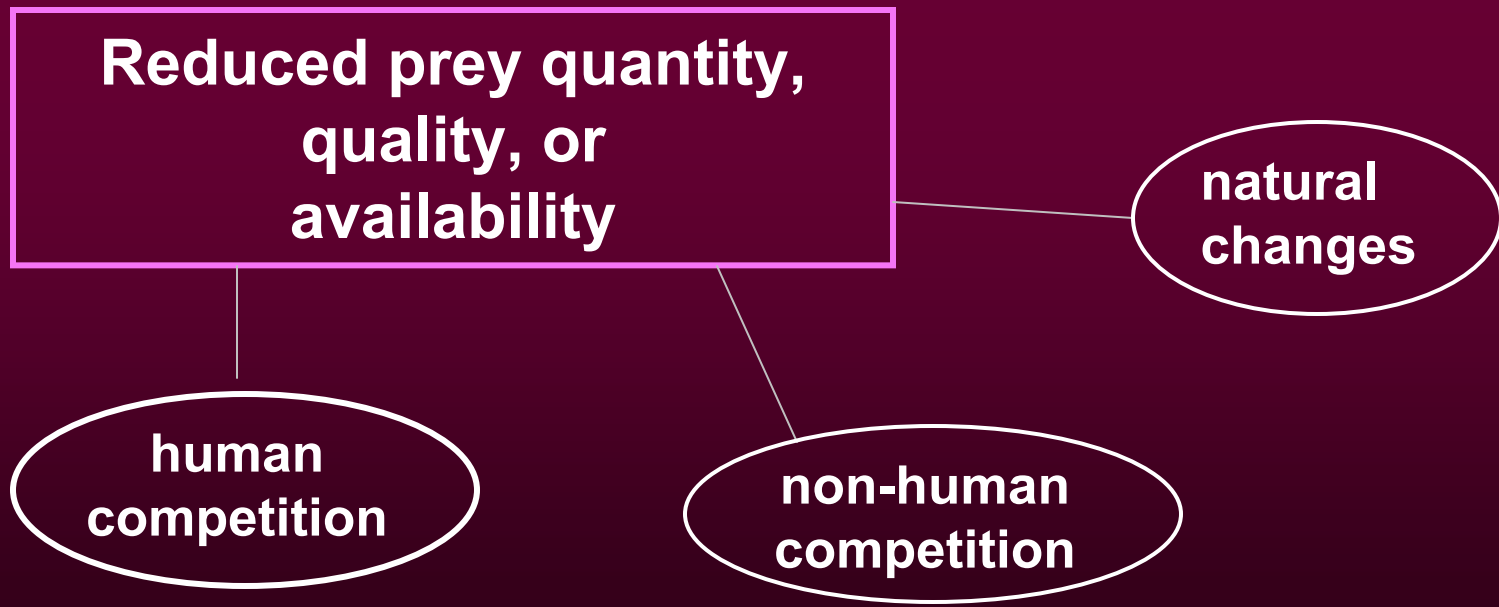 Reduced prey quantity,
quality, or
availability
natural
changes
human
competition
non-human
competition